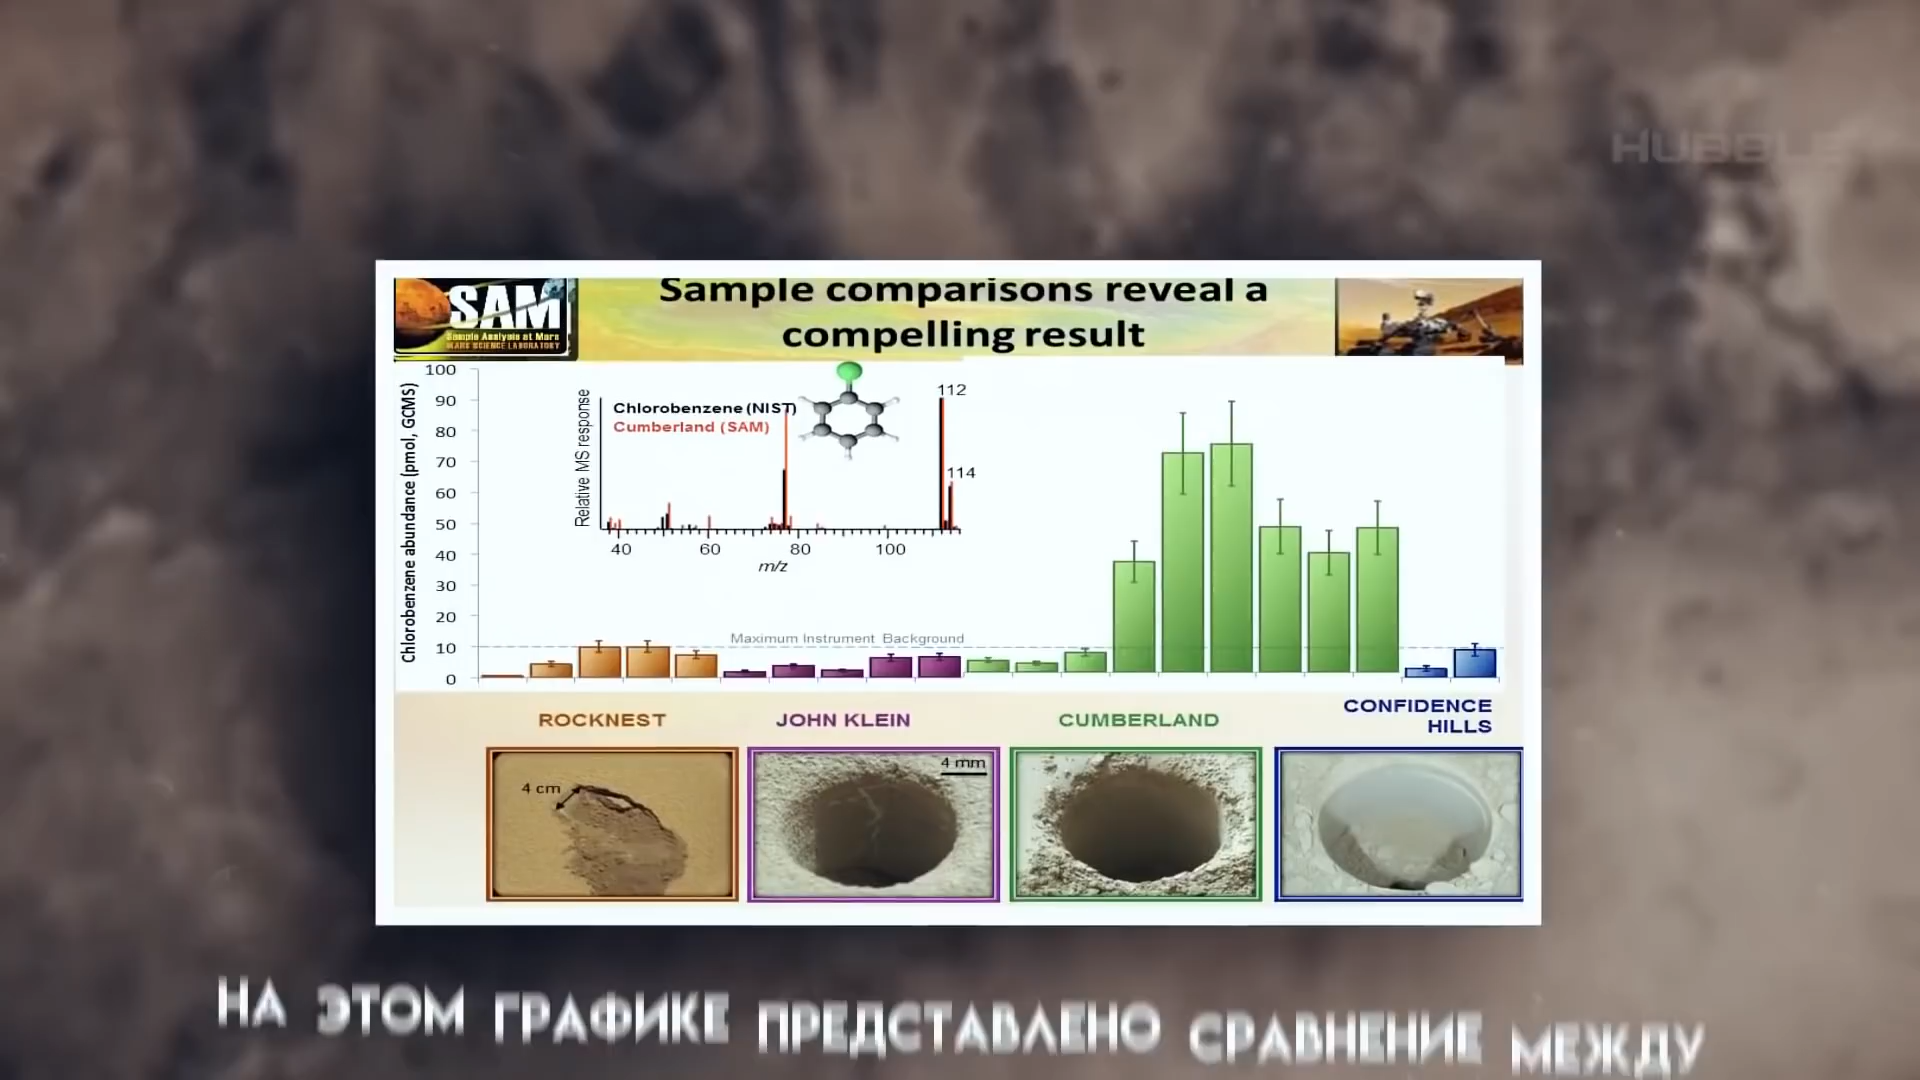 HUBBLE
SAM
Sample Analysis at Mars
MARS SCIENCE LABORATORY
Sample comparisons reveal a
compelling result
Chlorobenzene abundance (pmol, GCMS)
100
90
80
70
60
50
40
30
20
10
0
Relative MS response
Chlorobenzene (NIST)
Cumberland (SAM)
112
114
40 60 80 100
m/z
Maximum Instrument Background
ROCKNEST
JOHN KLEIN
CUMBERLAND
CONFIDENCE
HILLS
4 cm
4 mm
НА ЭТОМ ГРАФИКЕ ПРЕДСТАВЛЕНО СРАВНЕНИЕ МЕЖДУ